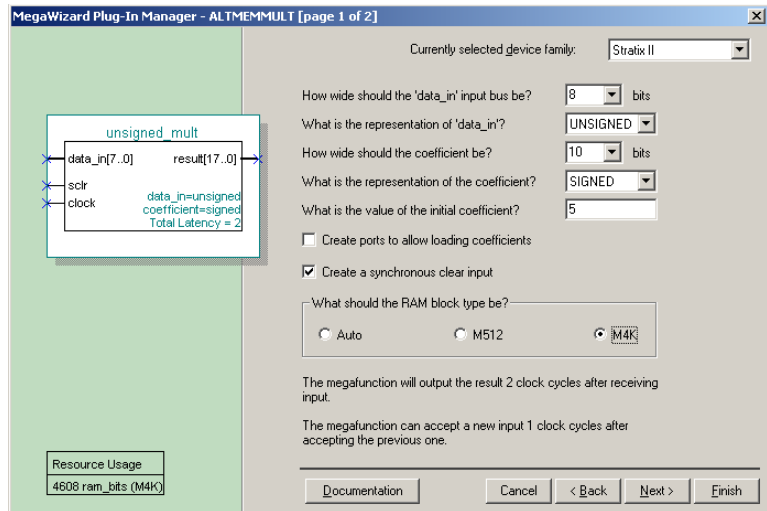 MegaWizard Plug-In Manager - ALTMEMMULT [page 1 of 2]
Currently selected device family: Stratix II
unsigned_mult
data_in[7..0] result[17..0]
sclr
clock
data_in=unsigned
coefficient=signed
Total Latency = 2
How wide should the 'data_in' input bus be? 8 bits
What is the representation of 'data_in'? UNSIGNED
How wide should the coefficient be? 10 bits
What is the representation of the coefficient? SIGNED
What is the value of the initial coefficient? 5
Create ports to allow loading coefficients
Create a synchronous clear input
What should the RAM block type be?
Auto M512 M4K
The megafunction will output the result 2 clock cycles after receiving
input.
The megafunction can accept a new input 1 clock cycles after
accepting the previous one.
Resource Usage
4608 ram_bits (M4K)
Documentation Cancel < Back Next > Finish